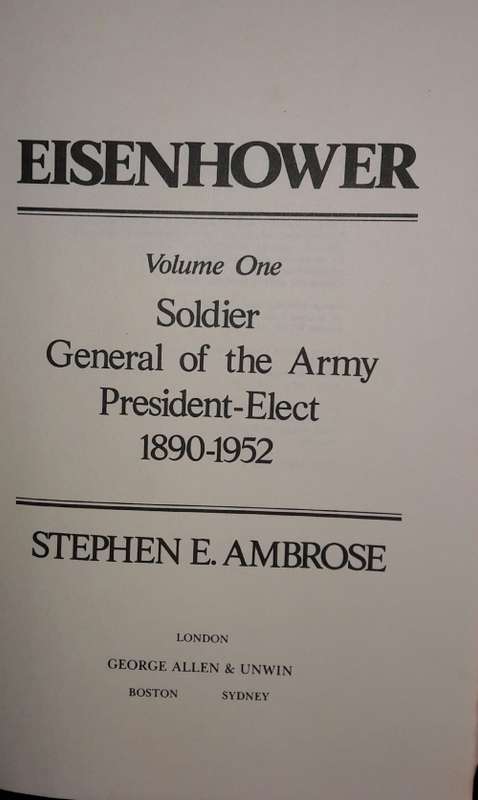 EISENHOWER
Volume One
Soldier
General of the Army
President-Elect
1890-1952
STEPHEN E. AMBROSE
LONDON
GEORGE ALLEN & UNWIN
BOSTON SYDNEY